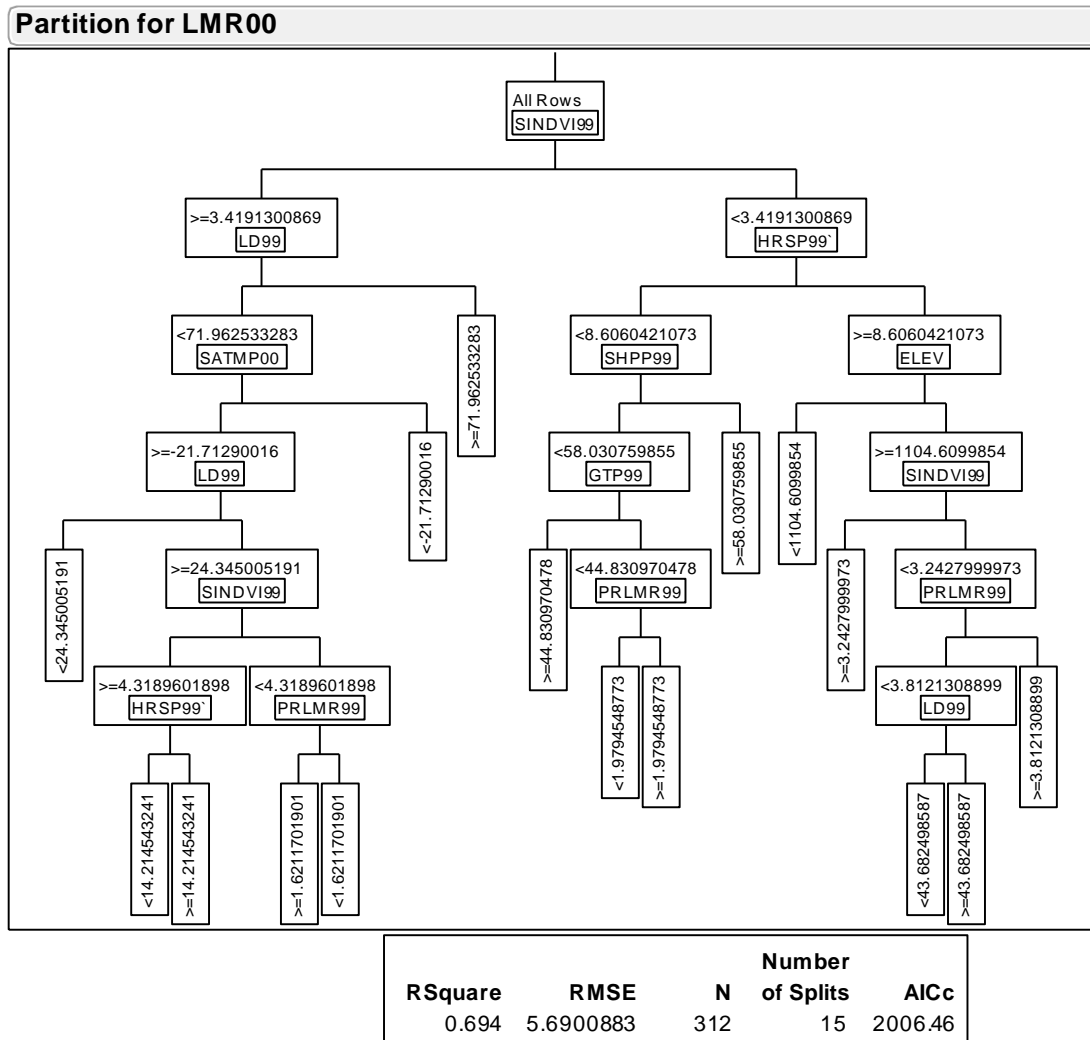 Partition for LMR00
All Rows
SINDVI99
>=3.4191300869
LD99
<3.4191300869
HRSP99`
<71.962533283
SATMP00
>=71.962533283
<8.6060421073
SHPP99
>=8.6060421073
ELEV
>=-21.71290016
LD99
<-21.71290016
<58.030759855
GTP99
>=58.030759855
<1104.6099854
>=1104.6099854
SINDVI99
<24.345005191
>=24.345005191
SINDVI99
>=44.830970478
<44.830970478
PRLMR99
>=3.2427999973
<3.2427999973
PRLMR99
>=4.3189601898
HRSP99`
<4.3189601898
PRLMR99
<1.9794548773
>=1.9794548773
<3.8121308899
LD99
>=3.8121308899
<14.214543241
>=14.214543241
>=1.6211701901
<1.6211701901
<43.682498587
>=43.682498587
Number
RSquare RMSE N of Splits AICc
0.694 5.6900883 312 15 2006.46